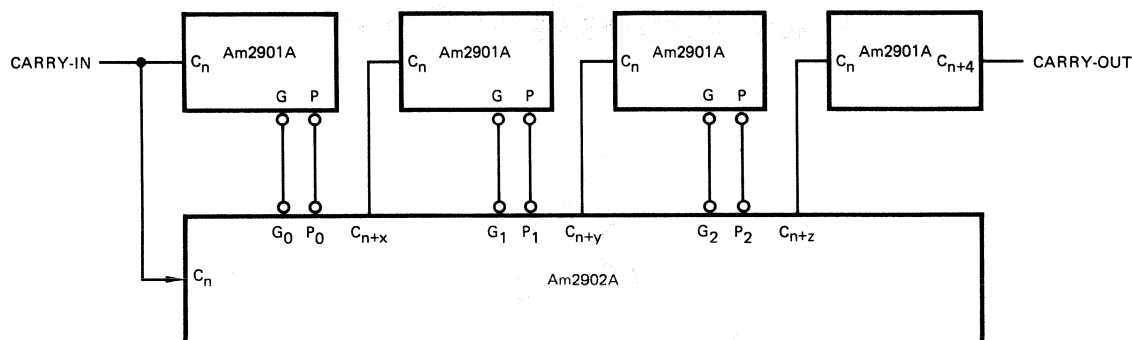 Am2901A Am2901A Am2901A Am2901A
CARRY-IN Cn Cn Cn Cn Cn+4 CARRY-OUT
G P G P G P
G0 P0 Cn+x G1 P1 Cn+y G2 P2 Cn+z
Cn Am2902A